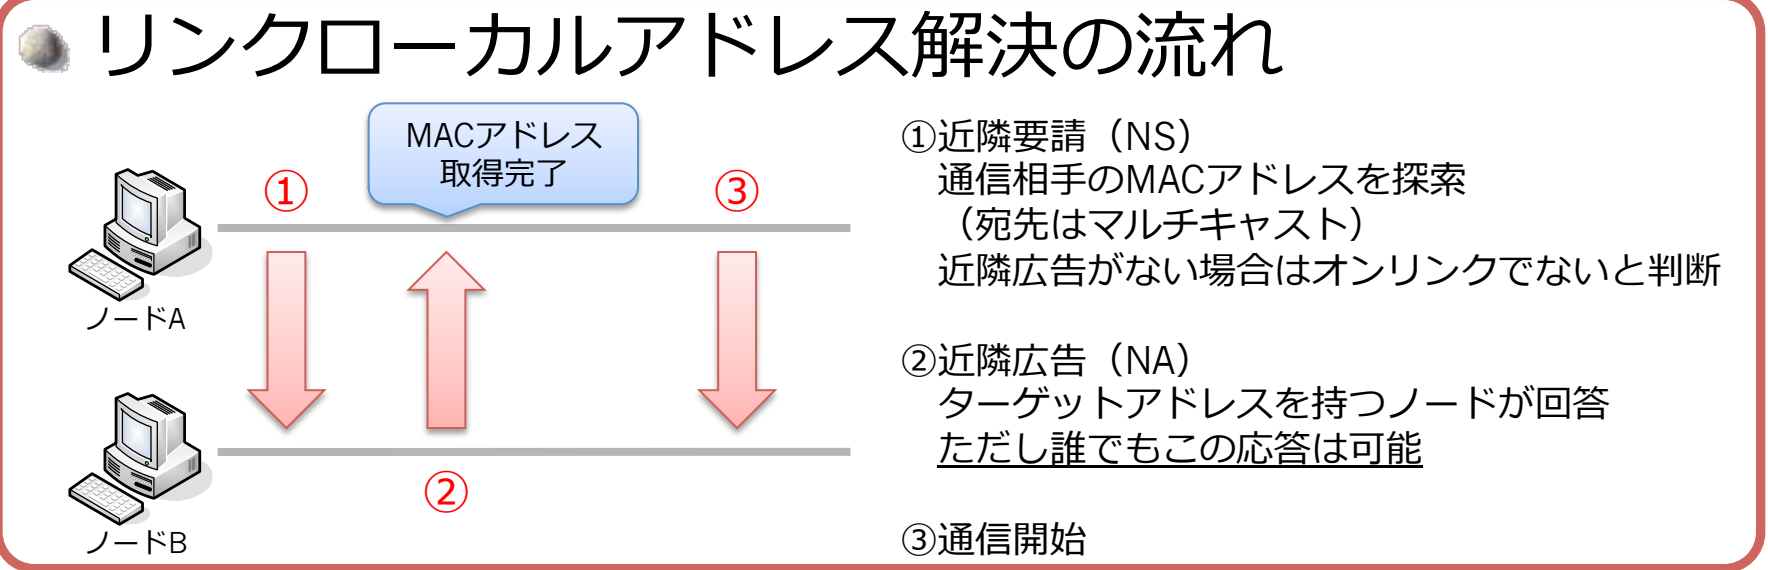 リンクローカルアドレス解決の流れ
MACアドレス
取得完了
①
③
②
ノードA
ノードB
①近隣要請（NS）
通信相手のMACアドレスを探索
（宛先はマルチキャスト）
近隣広告がない場合はオンリンクでないと判断
②近隣広告（NA）
ターゲットアドレスを持つノードが回答
ただし誰でもこの応答は可能
③通信開始